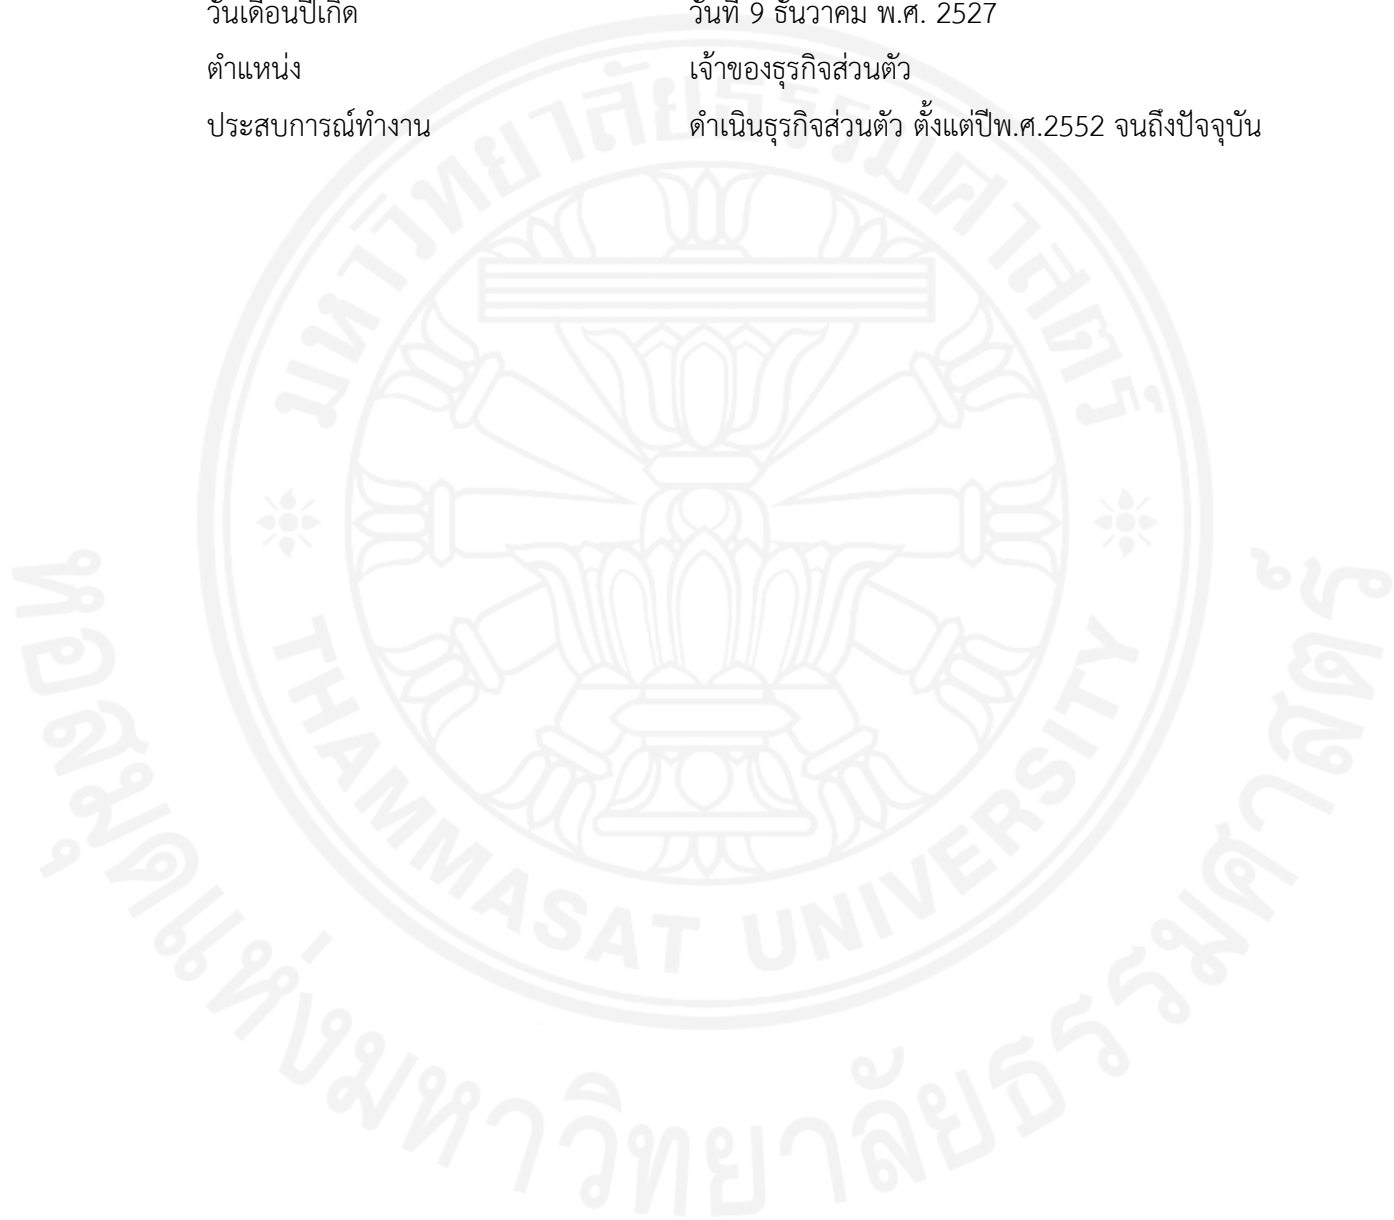 วันเดือนปีเกิด วันที่ 9 ธันวาคม พ.ศ. 2527
ตำแหน่ง เจ้าของธุรกิจส่วนตัว
ประสบการณ์ทำงาน ดำเนินธุรกิจส่วนตัว ตั้งแต่ปีพ.ศ.2552 จนถึงปัจจุบัน
มหาวิทยาลัยธรรมศาสตร์
THAMMASAT UNIVERSITY
หอสมุดแห่งมหาวิทยาลัยธรรมศาสตร์